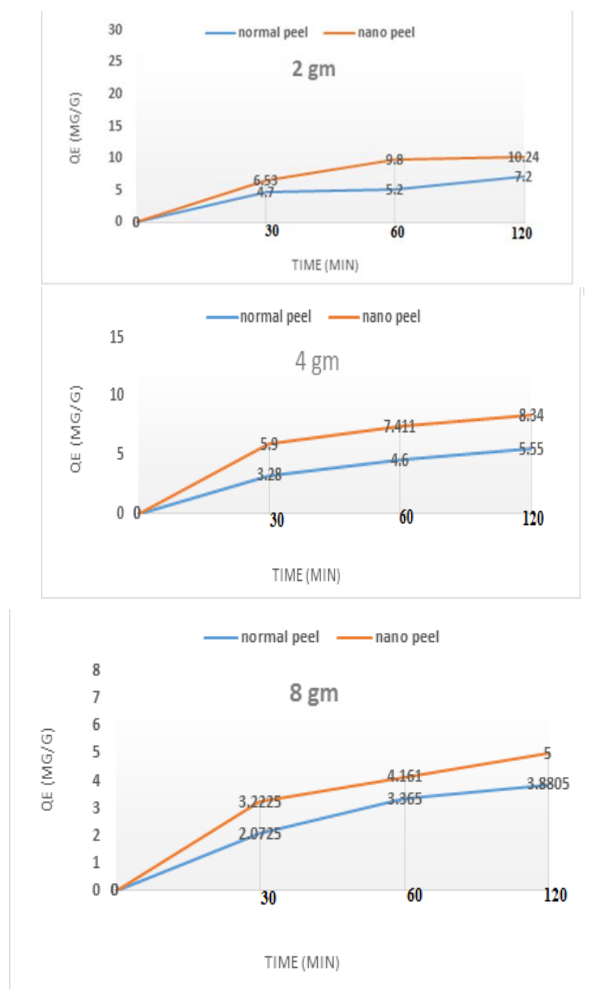 30
normal peel nano peel
2 gm
25
20
15
10
5
0
QE (MG/G)
0
6.53
4.7
9.8
5.2
10.24
7.2
30 60 120
TIME (MIN)
normal peel nano peel
15
4 gm
10
5
0
QE (MG/G)
0
5.9
3.28
7.411
4.6
8.34
5.55
30 60 120
TIME (MIN)
normal peel nano peel
8
8 gm
7
6
5
4
3
2
1
0
QE (MG/G)
0
3.2225
2.0725
4.161
3.365
5
3.8805
30 60 120
TIME (MIN)